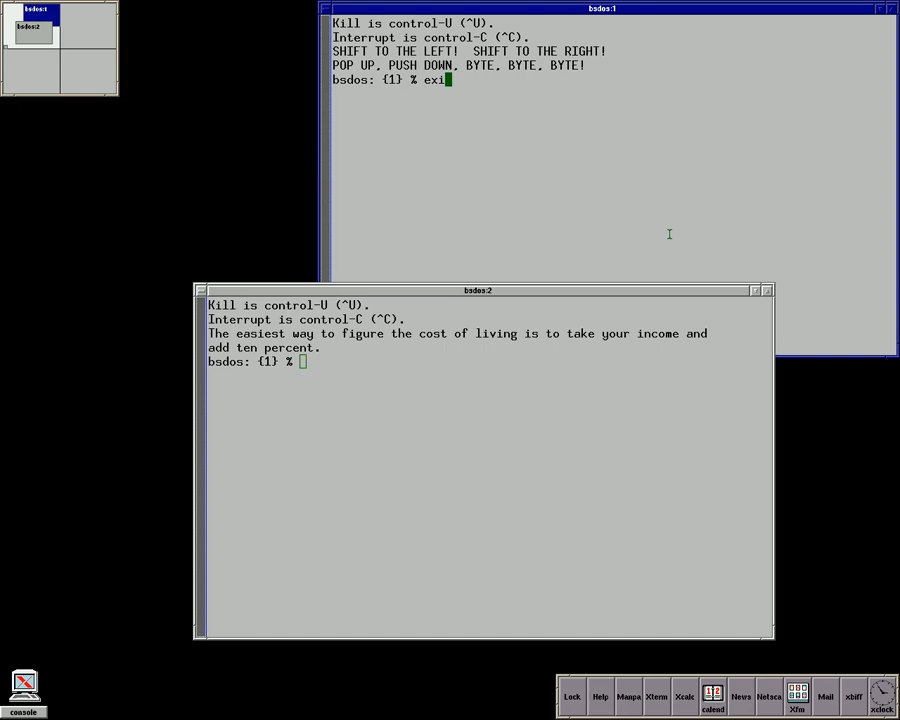 bsdos:1
bsdos:2
bsdos:1
Kill is control-U (^U).
Interrupt is control-C (^C).
SHIFT TO THE LEFT!  SHIFT TO THE RIGHT!
POP UP, PUSH DOWN, BYTE, BYTE, BYTE!
bsdos: {1} % exi
bsdos:2
Kill is control-U (^U).
Interrupt is control-C (^C).
The easiest way to figure the cost of living is to take your income and
add ten percent.
bsdos: {1} %
console
Lock Help Manpa Xterm Xcalc calend News Netsca Xfm Mail xbiff xclock